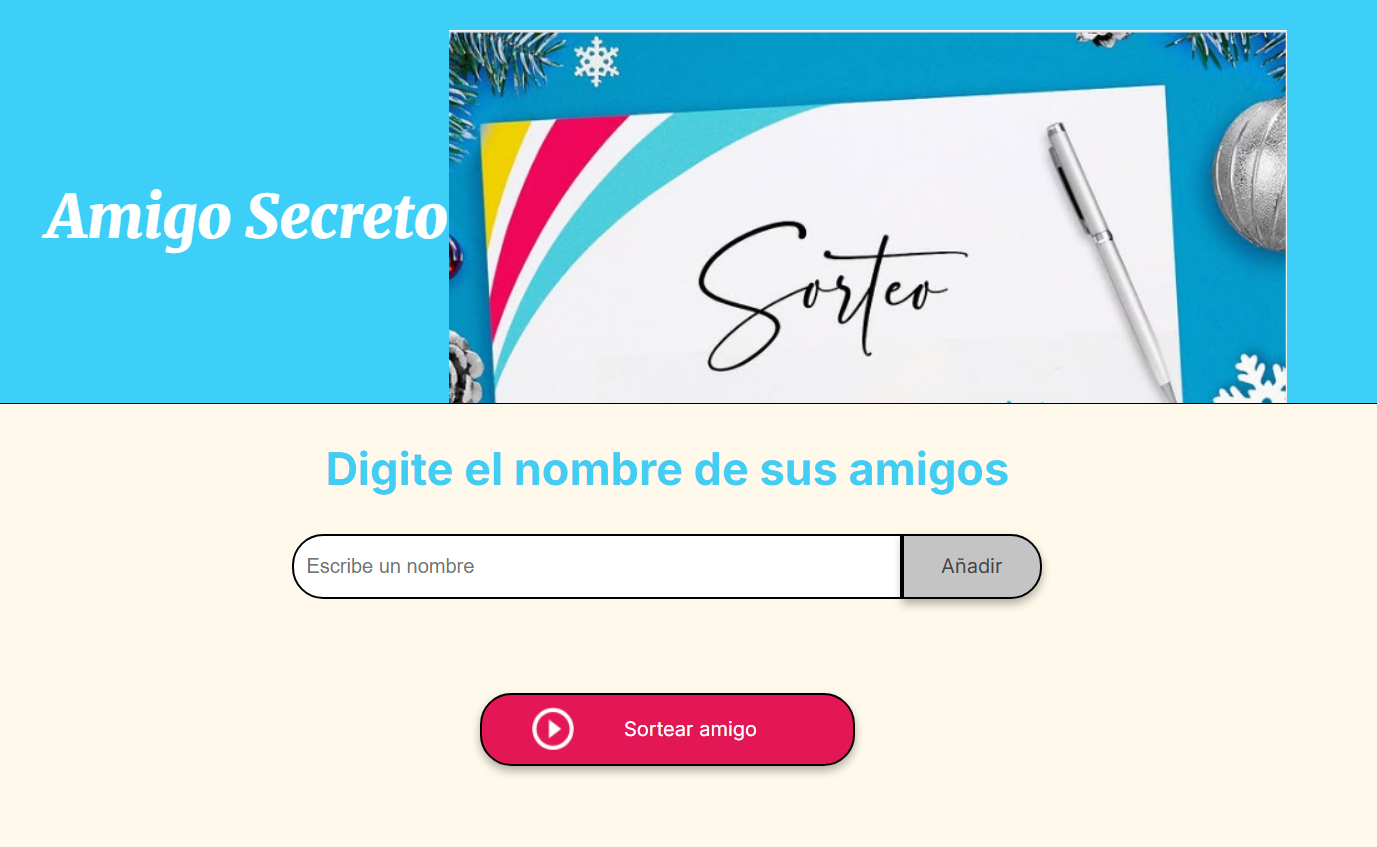 Amigo Secreto
Sorteo
Digite el nombre de sus amigos
Escribe un nombre
Añadir
Sortear amigo